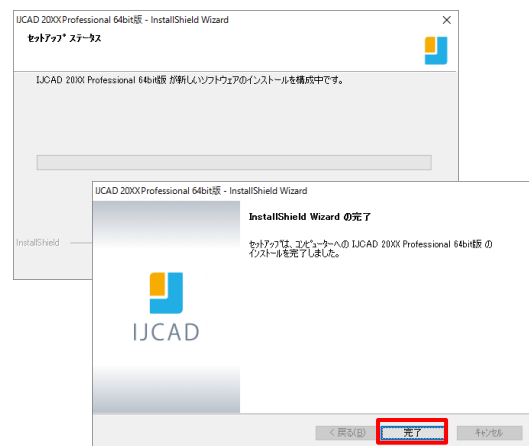 IJCAD 20XX Professional 64bit版 - InstallShield Wizard
セットアップ ステータス
IJCAD 20XX Professional 64bit版 が新しいソフトウェアのインストールを構成中です。
InstallShield
IJCAD 20XX Professional 64bit版 - InstallShield Wizard
InstallShield Wizard の完了
セットアップは、コンピューターへの IJCAD 20XX Professional 64bit版 の
インストールを完了しました。
IJCAD
< 戻る(B)
完了
キャンセル